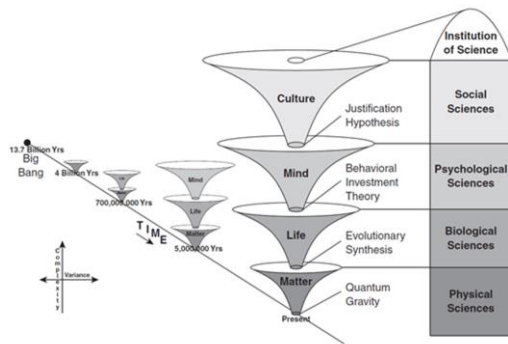 Institution
of Science
Culture
Social
Sciences
Justification
Hypothesis
13.7 Billion Yrs
Big
Bang
4 Billion Yrs
Mind
Mind
Behavioral
Investment
Theory
Psychological
Sciences
700,000,000 Yrs
Life
TIME
Matter
5,000,000 Yrs
Life
Evolutionary
Synthesis
Biological
Sciences
Complexity
Variance
Matter
Quantum
Gravity
Physical
Sciences
Present